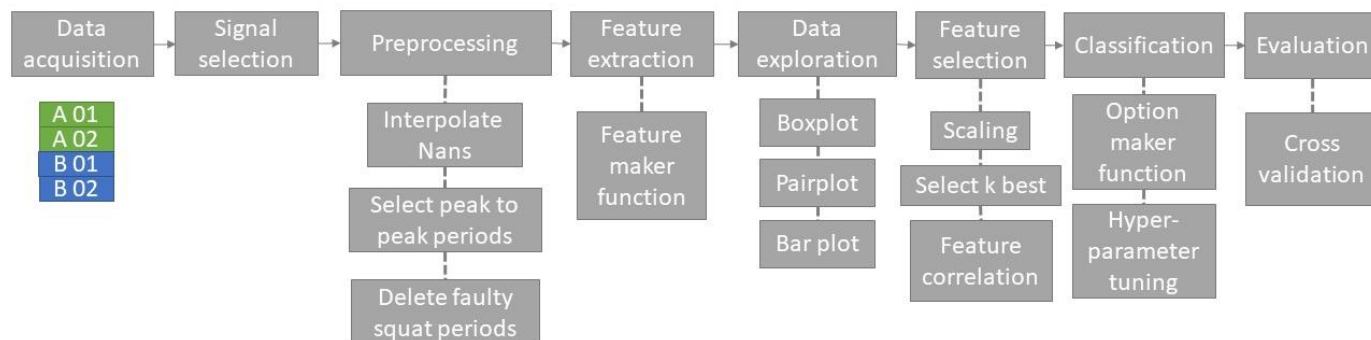 Data
acquisition
Signal
selection
Preprocessing
Feature
extraction
Data
exploration
Feature
selection
Classification
Evaluation
A 01
A 02
B 01
B 02
Interpolate
Nans
Select peak to
peak periods
Delete faulty
squat periods
Feature
maker
function
Boxplot
Pairplot
Bar plot
Scaling
Select k best
Feature
correlation
Option
maker
function
Hyper-
parameter
tuning
Cross
validation